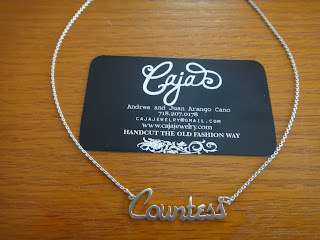 Caja
Andrea and Juan Arango Cano
718.207.0178
CAJAJEWELRY@GMAIL.COM
www.cajajewelry.com
HANDCUT THE OLD FASHION WAY
Countess